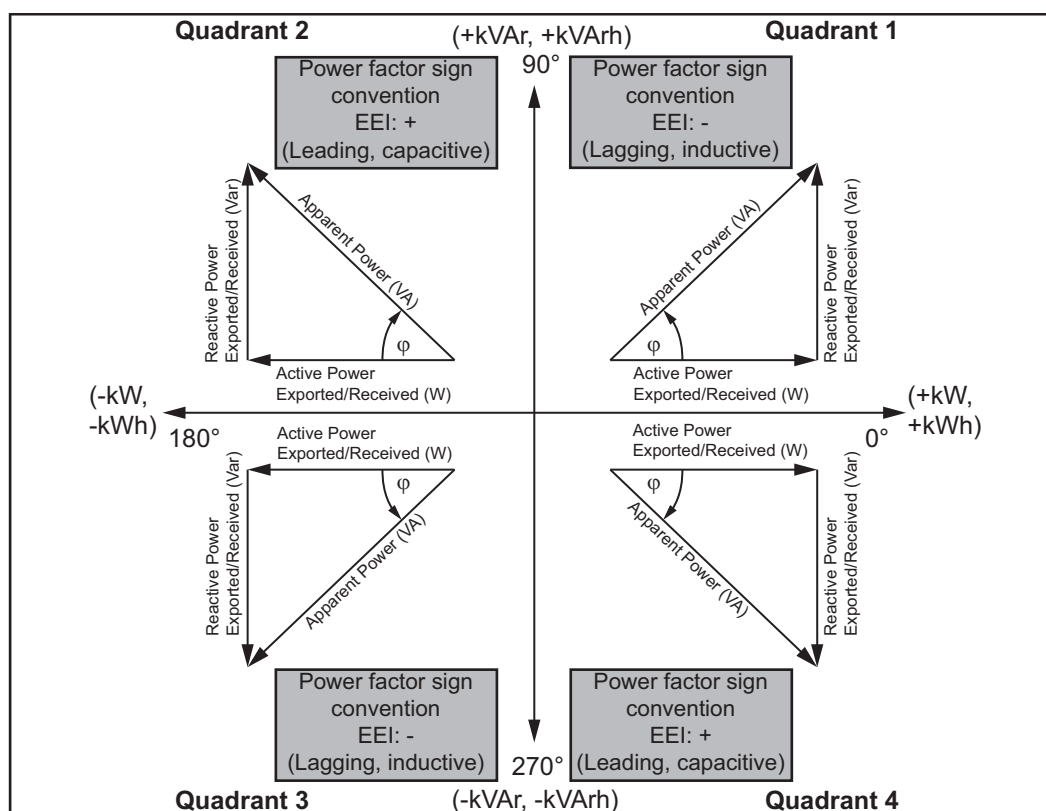 Quadrant 2
(+kVAr, +kVArh)
90°
Quadrant 1
Power factor sign
convention
EEI: +
(Leading, capacitive)
Power factor sign
convention
EEI: -
(Lagging, inductive)
Reactive Power
Exported/Received (Var)
Apparent Power (VA)
φ
Active Power
Exported/Received (W)
Apparent Power (VA)
φ
Active Power
Exported/Received (W)
Reactive Power
Exported/Received (Var)
(-kW,
-kWh)
180°
(+kW,
+kWh)
0°
Reactive Power
Exported/Received (Var)
Active Power
Exported/Received (W)
φ
Apparent Power (VA)
Active Power
Exported/Received (W)
φ
Apparent Power (VA)
Reactive Power
Exported/Received (Var)
Power factor sign
convention
EEI: -
(Lagging, inductive)
Power factor sign
convention
EEI: +
(Leading, capacitive)
Quadrant 3
270°
(-kVAr, -kVArh)
Quadrant 4